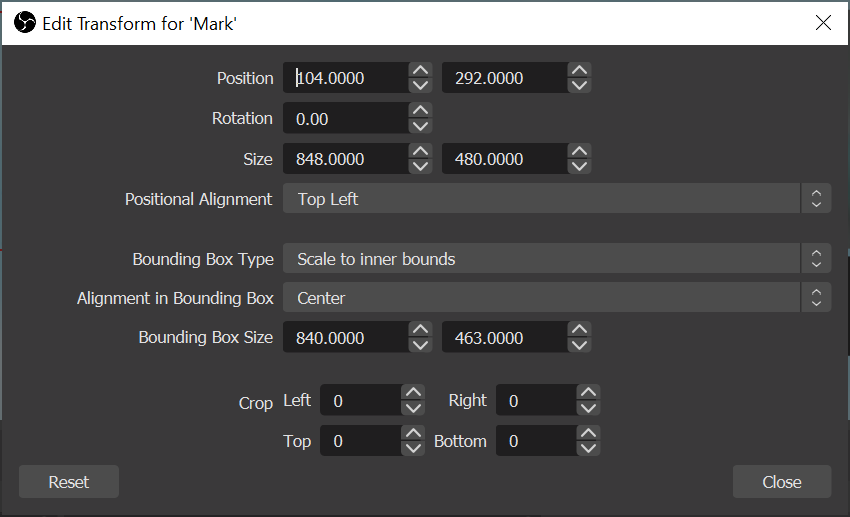 Edit Transform for 'Mark'
Position 104.0000 292.0000
Rotation 0.00
Size 848.0000 480.0000
Positional Alignment Top Left
Bounding Box Type Scale to inner bounds
Alignment in Bounding Box Center
Bounding Box Size 840.0000 463.0000
Crop Left 0 Right 0
Top 0 Bottom 0
Reset Close